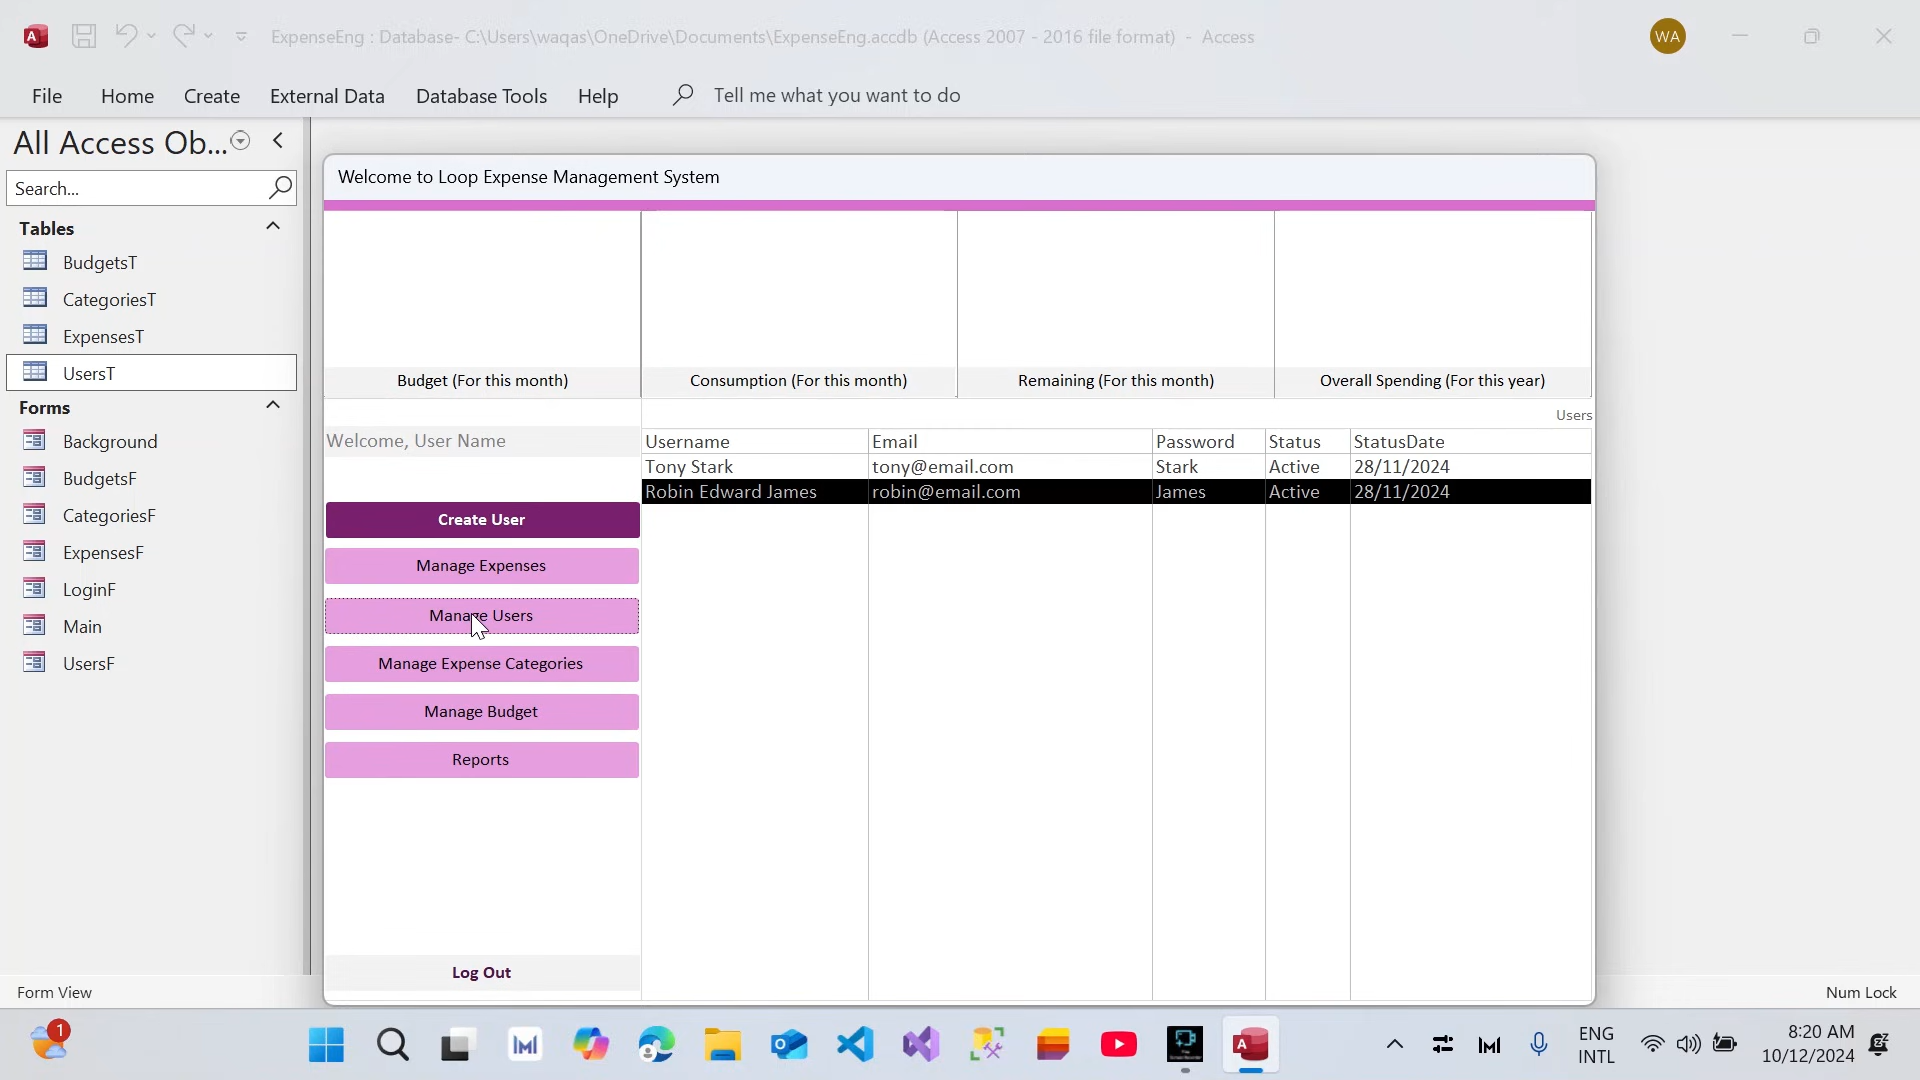 A
ExpenseEng : Database- C:\Users\waqas\OneDrive\Documents\ExpenseEng.accdb (Access 2007 - 2016 file format) - Access
WA
File Home Create External Data Database Tools Help Tell me what you want to do
All Access Ob...
Search...
Tables
BudgetsT
CategoriesT
ExpensesT
UsersT
Forms
Background
BudgetsF
CategoriesF
ExpensesF
LoginF
Main
UsersF
Welcome to Loop Expense Management System
Budget (For this month) Consumption (For this month) Remaining (For this month) Overall Spending (For this year)
Users
Welcome, User Name
Create User
Manage Expenses
Manage Users
Manage Expense Categories
Manage Budget
Reports
Log Out
Username Email Password Status StatusDate
Tony Stark tony@email.com Stark Active 28/11/2024
Robin Edward James robin@email.com James Active 28/11/2024
Form View
Num Lock
1
A
ENG
INTL
8:20 AM
10/12/2024